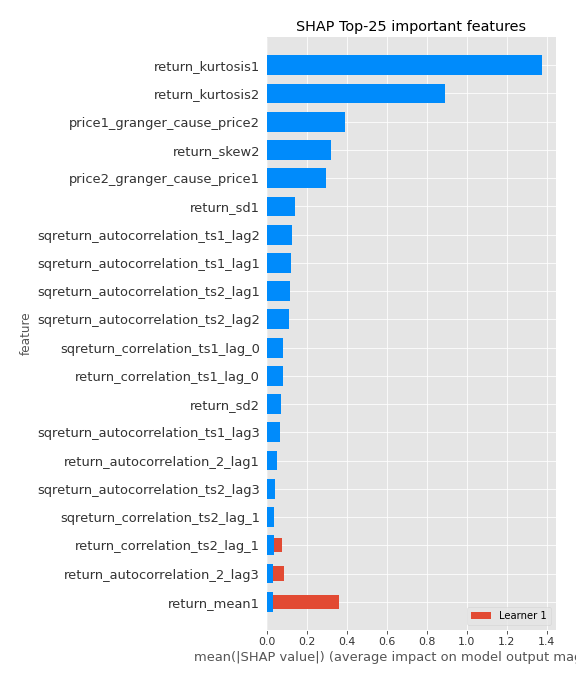 SHAP Top-25 important features
return_kurtosis1
return_kurtosis2
price1_granger_cause_price2
return_skew2
price2_granger_cause_price1
return_sd1
sqreturn_autocorrelation_ts1_lag2
sqreturn_autocorrelation_ts1_lag1
sqreturn_autocorrelation_ts2_lag1
sqreturn_autocorrelation_ts2_lag2
sqreturn_correlation_ts1_lag_0
return_correlation_ts1_lag_0
return_sd2
sqreturn_autocorrelation_ts1_lag3
return_autocorrelation_2_lag1
sqreturn_autocorrelation_ts2_lag3
sqreturn_correlation_ts2_lag_1
return_correlation_ts2_lag_1
return_autocorrelation_2_lag3
return_mean1
feature
Learner 1
0.0 0.2 0.4 0.6 0.8 1.0 1.2 1.4
mean(|SHAP value|) (average impact on model output mag